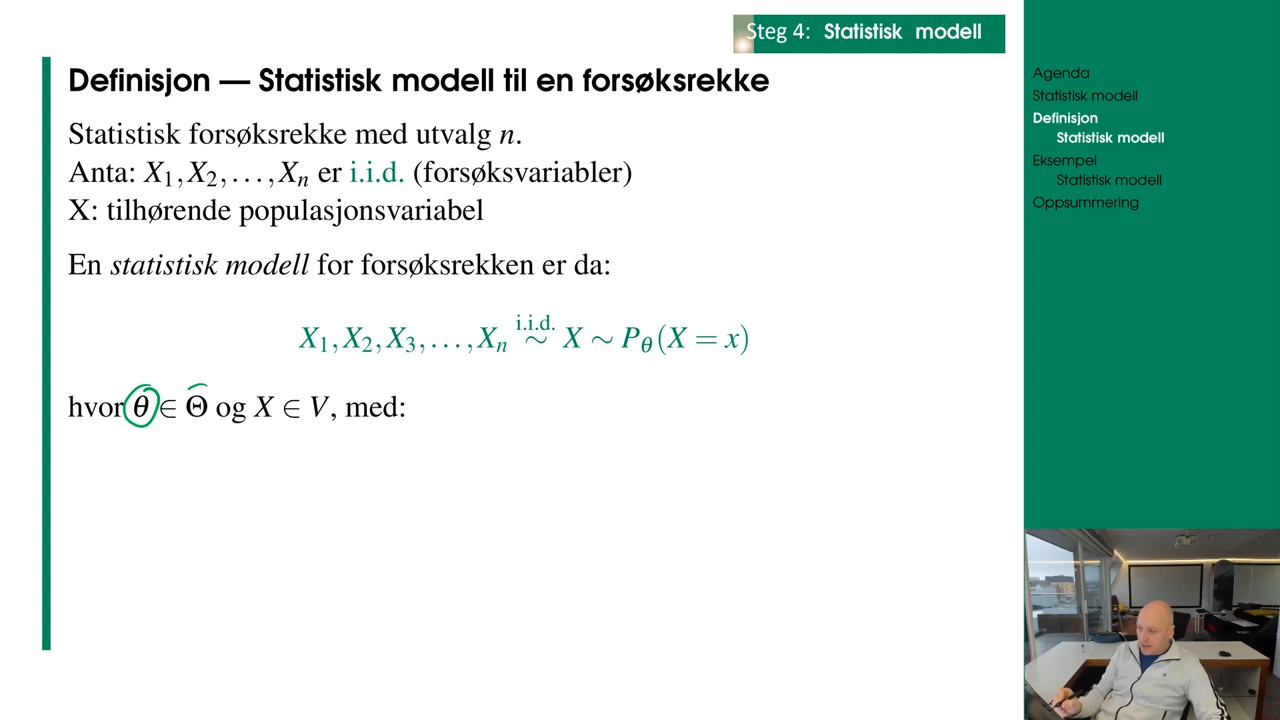 Steg 4: Statistisk modell
Definisjon — Statistisk modell til en forsøksrekke
Statistisk forsøksrekke med utvalg n.
Anta: X₁, X₂, . . . , Xₙ er i.i.d. (forsøksvariabler)
X: tilhørende populasjonsvariabel
En statistisk modell for forsøksrekken er da:
X₁, X₂, X₃, . . . , Xₙ i.i.d. ∼ X ∼ P_θ(X = x)
hvor θ ∈ Θ og X ∈ V, med:
Agenda
Statistisk modell
Definisjon
Statistisk modell
Eksempel
Statistisk modell
Oppsummering